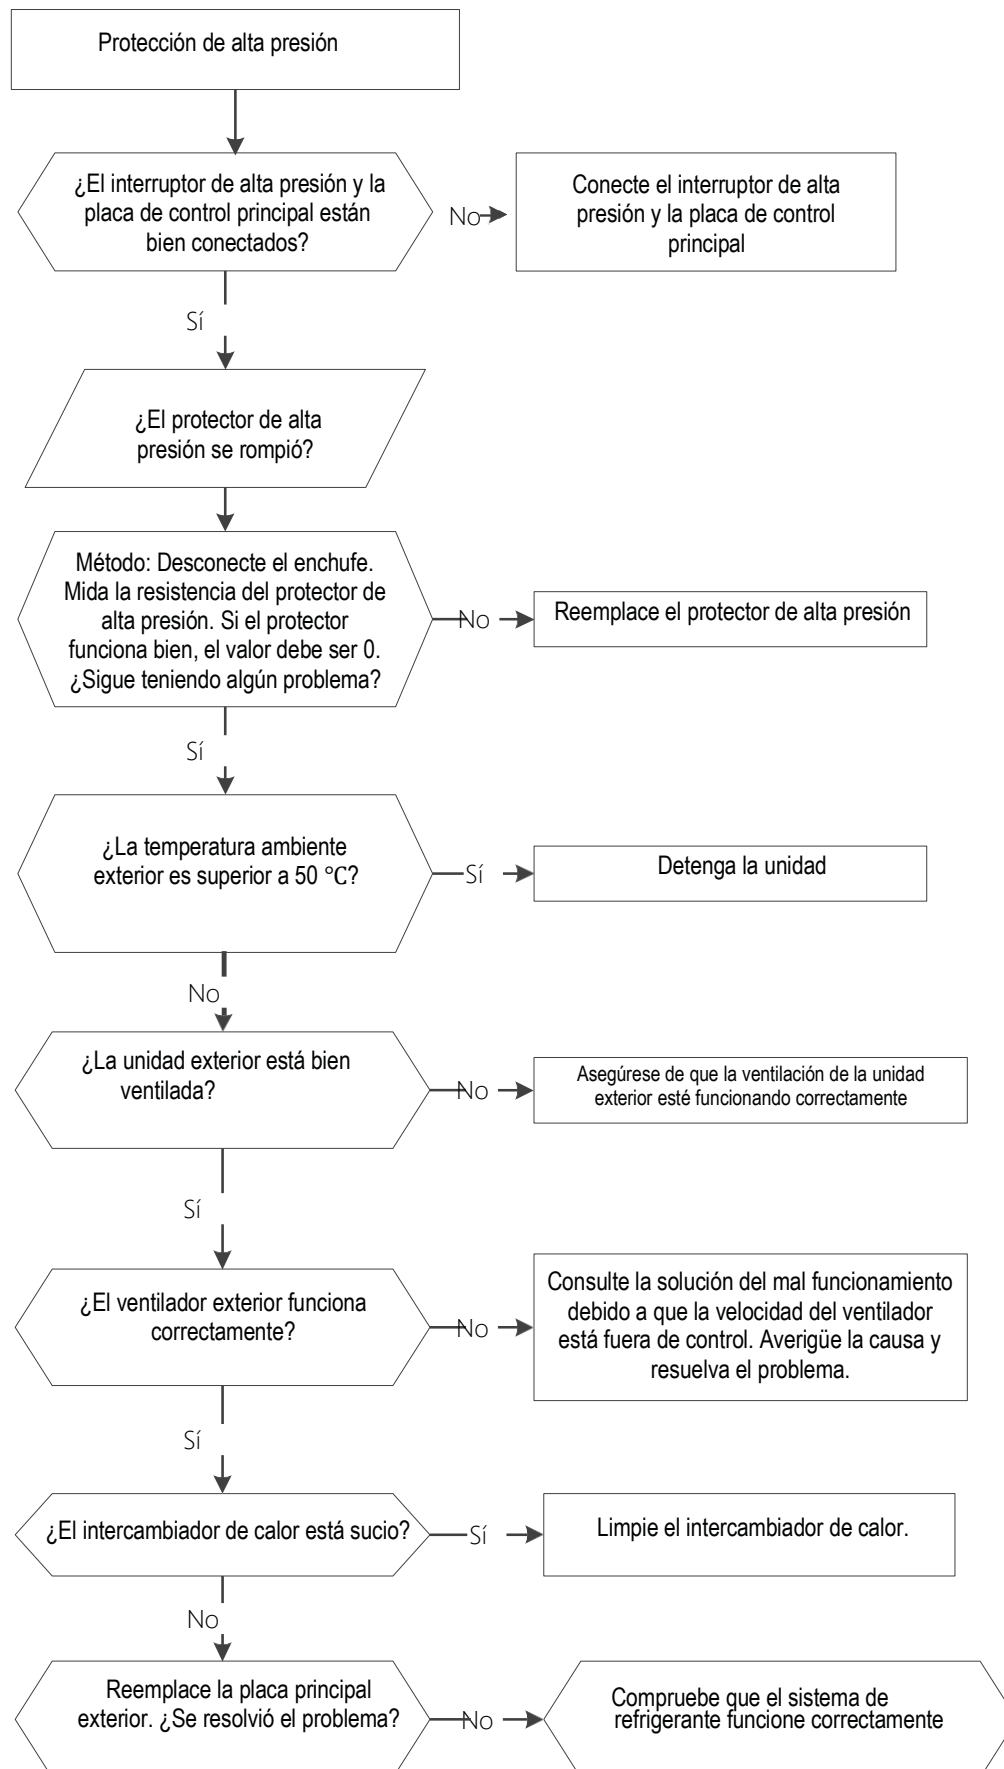 Protección de alta presión
¿El interruptor de alta presión y la
placa de control principal están
bien conectados?
No
Conecte el interruptor de alta
presión y la placa de control
principal
Sí
¿El protector de alta
presión se rompió?
Método: Desconecte el enchufe.
Mida la resistencia del protector de
alta presión. Si el protector
funciona bien, el valor debe ser 0.
¿Sigue teniendo algún problema?
No
Reemplace el protector de alta presión
Sí
¿La temperatura ambiente
exterior es superior a 50 °C?
Sí
Detenga la unidad
No
¿La unidad exterior está bien
ventilada?
No
Asegúrese de que la ventilación de la unidad
exterior esté funcionando correctamente
Sí
¿El ventilador exterior funciona
correctamente?
No
Consulte la solución del mal funcionamiento
debido a que la velocidad del ventilador
está fuera de control. Averigüe la causa y
resuelva el problema.
Sí
¿El intercambiador de calor está sucio?
Sí
Limpie el intercambiador de calor.
No
Reemplace la placa principal
exterior. ¿Se resolvió el problema?
No
Compruebe que el sistema de
refrigerante funcione correctamente